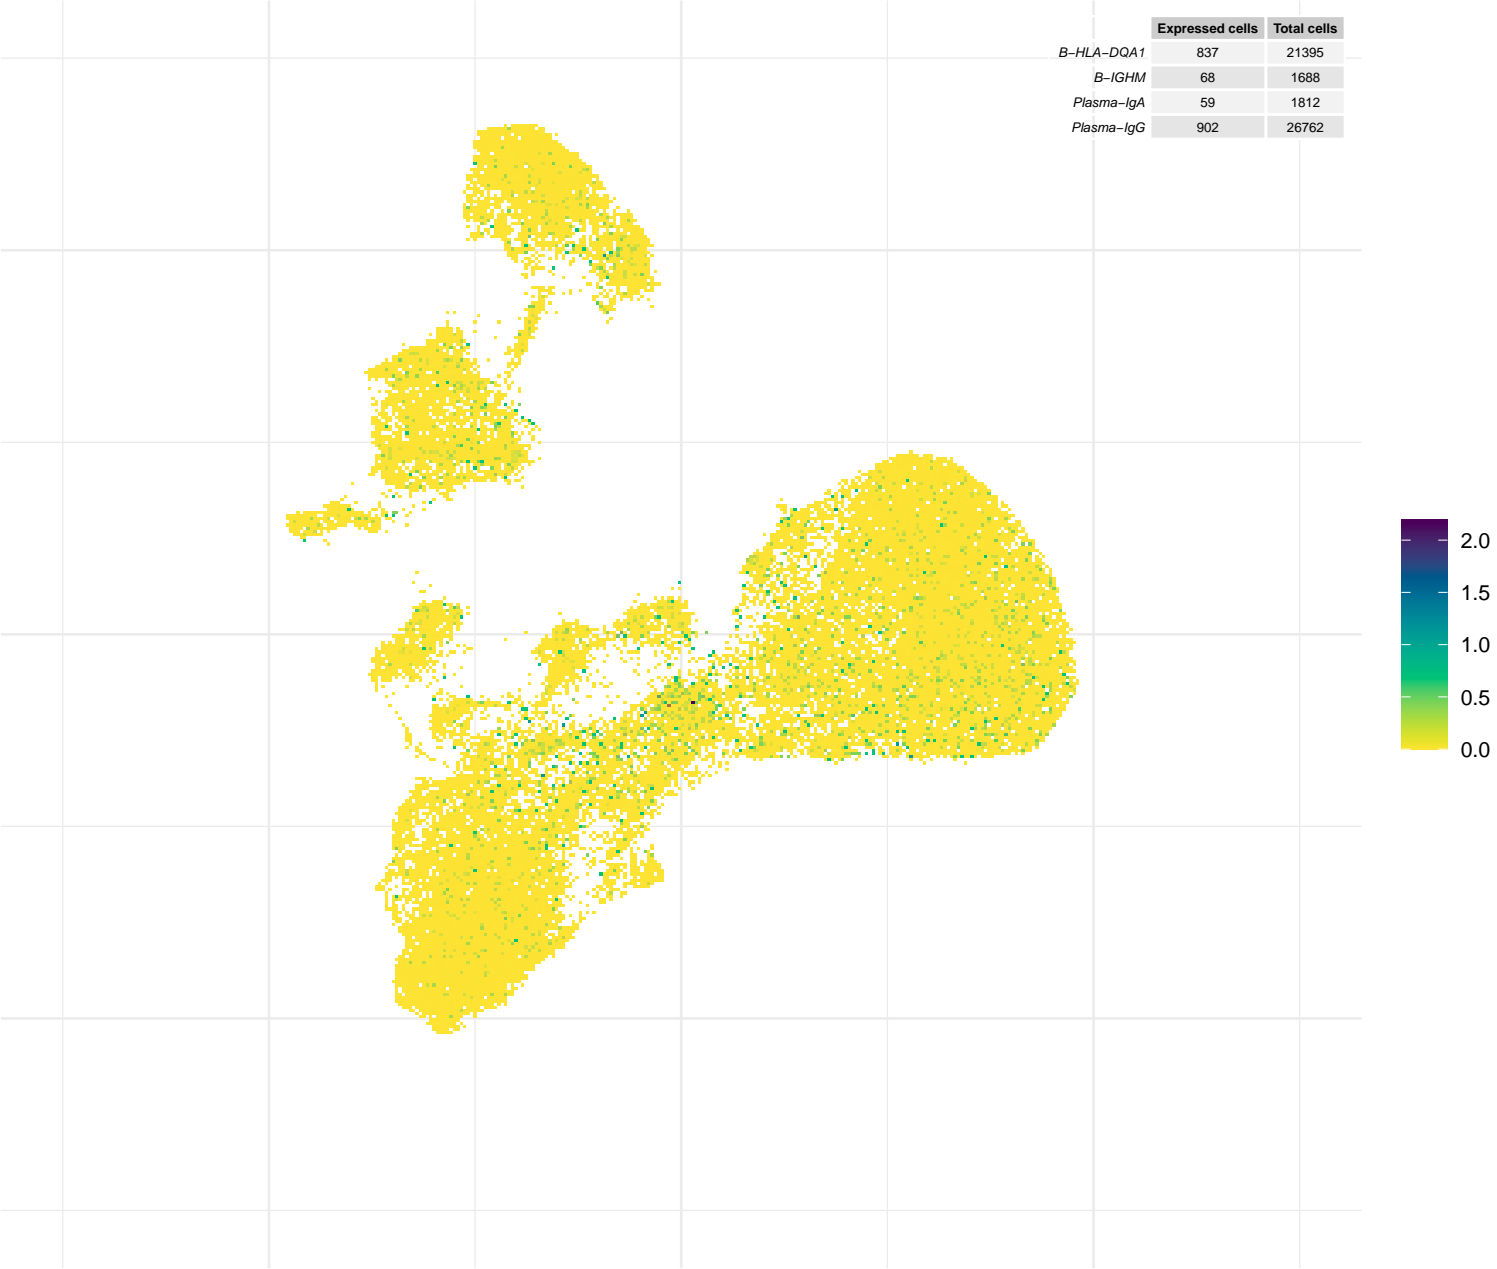 Expressed cells Total cells
B−HLA−DQA1 837 21395
B−IGHM 68 1688
Plasma−IgA 59 1812
Plasma−IgG 902 26762
2.0
1.5
1.0
0.5
0.0